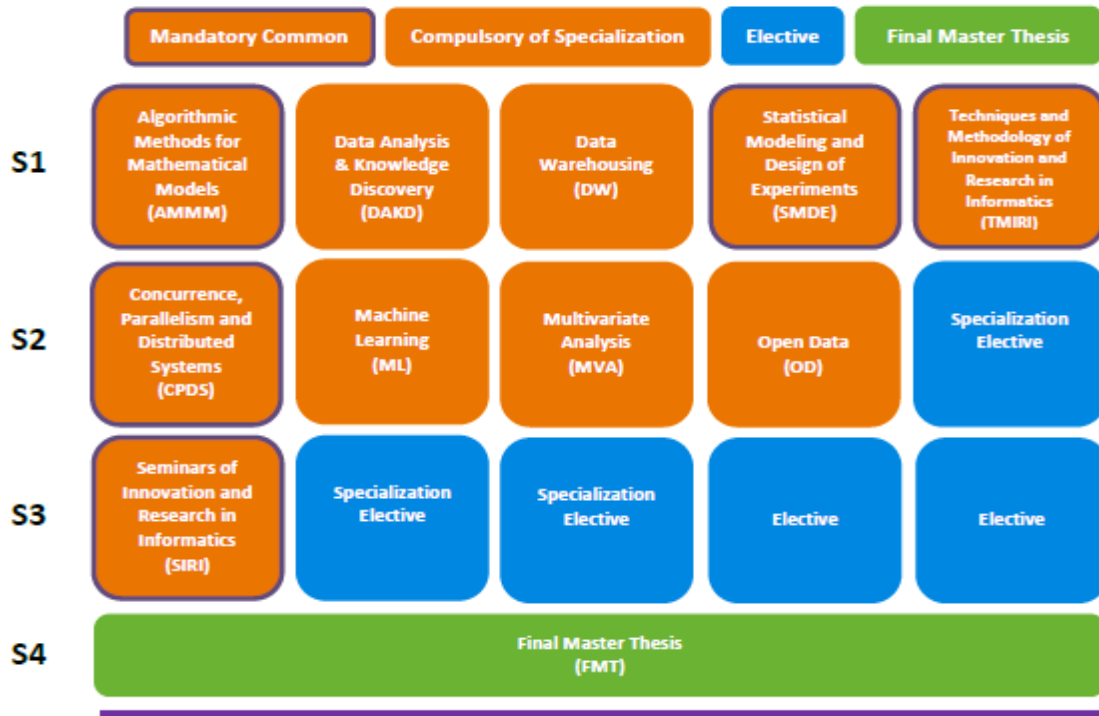 Mandatory Common
Compulsory of Specialization
Elective
Final Master Thesis
S1
Algorithmic
Methods for
Mathematical
Models
(AMMM)
Data Analysis
& Knowledge
Discovery
(DAKD)
Data
Warehousing
(DW)
Statistical
Modeling and
Design of
Experiments
(SMDE)
Techniques and
Methodology of
Innovation and
Research in
Informatics
(TMIRI)
S2
Concurrence,
Parallelism and
Distributed
Systems
(CPDS)
Machine
Learning
(ML)
Multivariate
Analysis
(MVA)
Open Data
(OD)
Specialization
Elective
S3
Seminars of
Innovation and
Research in
Informatics
(SIRI)
Specialization
Elective
Specialization
Elective
Elective
Elective
S4
Final Master Thesis
(FMT)